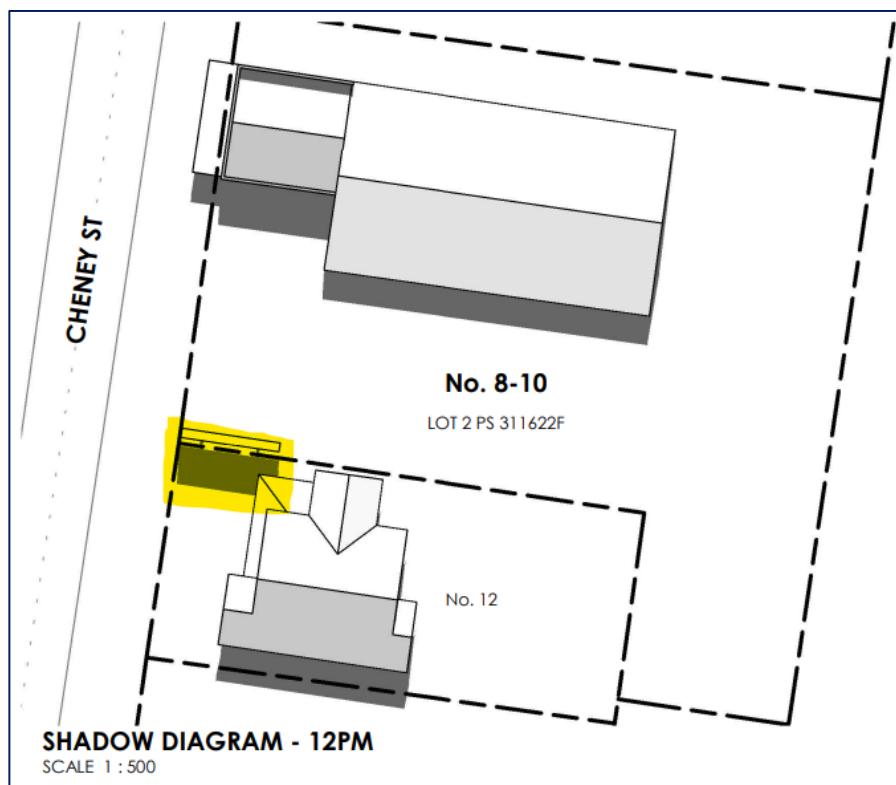 CHENEY ST
No. 8-10
LOT 2 PS 311622F
No. 12
SHADOW DIAGRAM - 12PM
SCALE 1 : 500